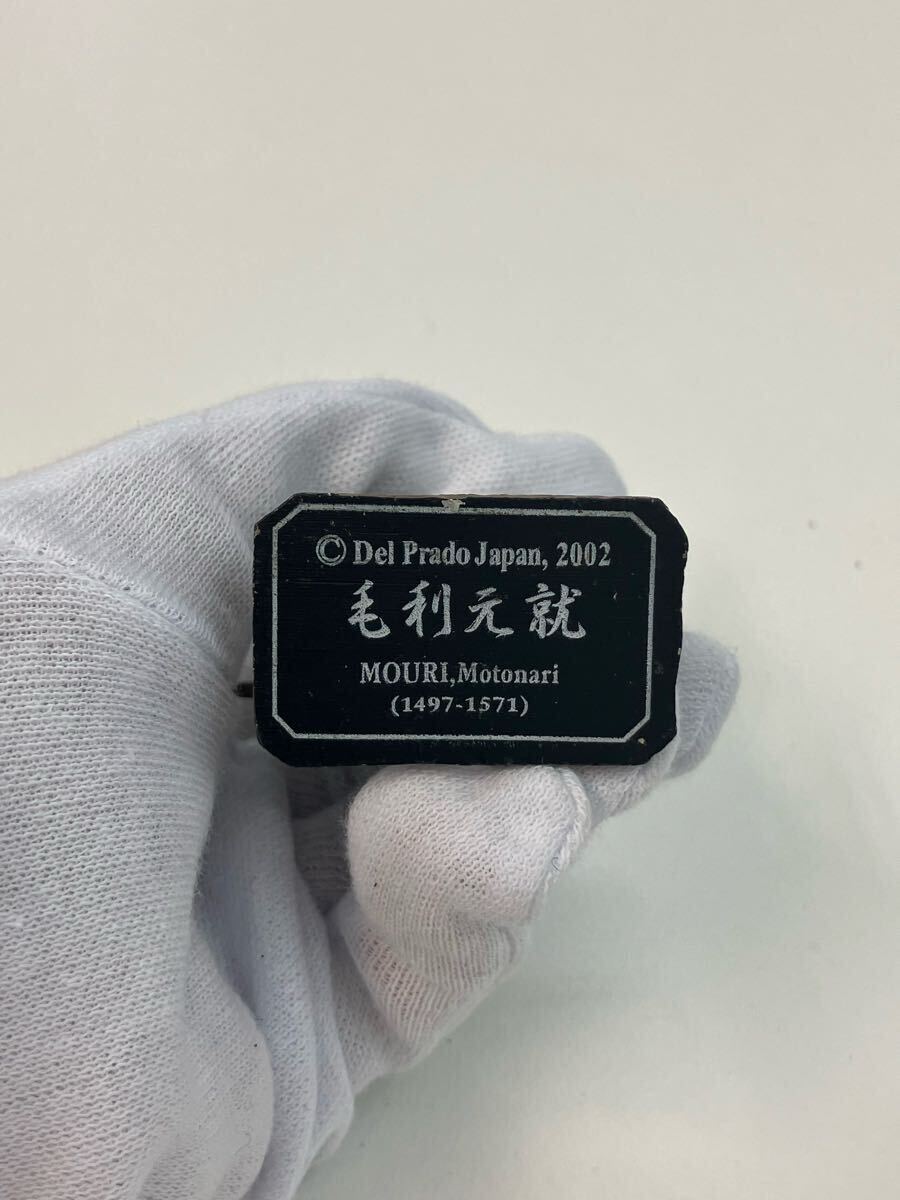 © Del Prado Japan, 2002
毛利元就
MOURI,Motonari
(1497-1571)